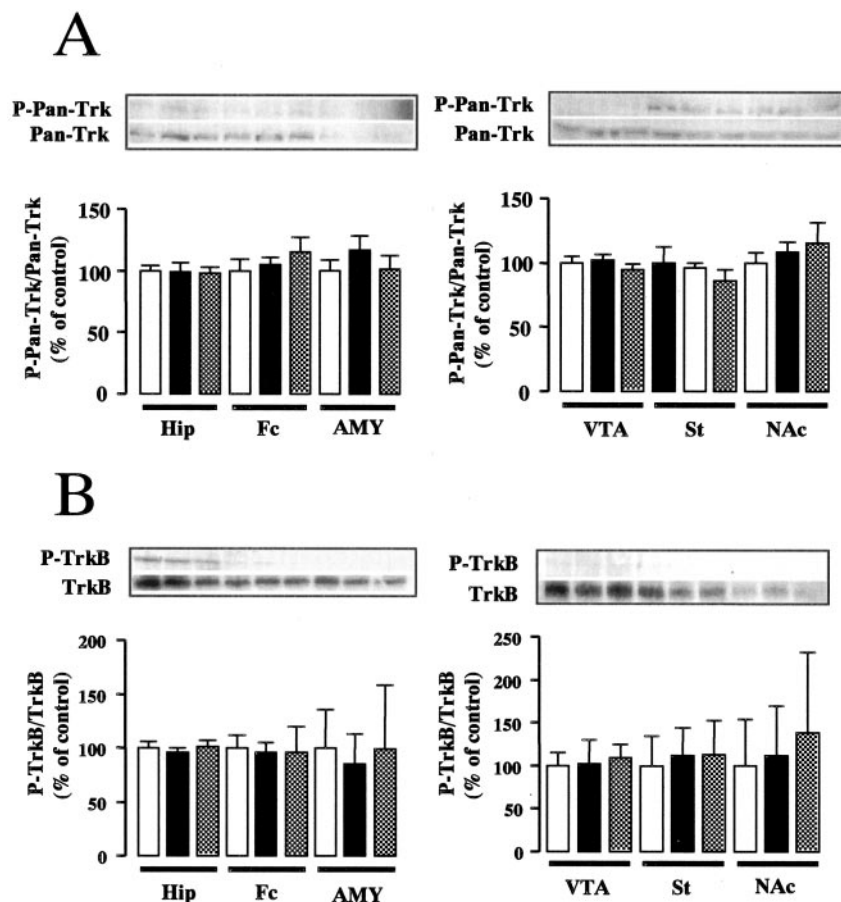 A
P-Pan-Trk
Pan-Trk
P-Pan-Trk
Pan-Trk
P-Pan-Trk/Pan-Trk
(% of control)
150
100
50
0
Hip Fc AMY
P-Pan-Trk/Pan-Trk
(% of control)
150
100
50
0
VTA St NAc
B
P-TrkB
TrkB
P-TrkB
TrkB
P-TrkB/TrkB
(% of control)
200
150
100
50
0
Hip Fc AMY
P-TrkB/TrkB
(% of control)
250
200
150
100
50
0
VTA St NAc